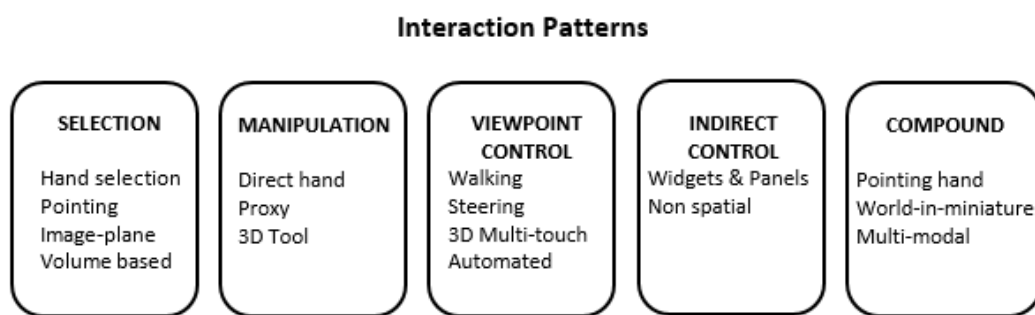 Interaction Patterns
SELECTION
Hand selection
Pointing
Image-plane
Volume based
MANIPULATION
Direct hand
Proxy
3D Tool
VIEWPOINT
CONTROL
Walking
Steering
3D Multi-touch
Automated
INDIRECT
CONTROL
Widgets & Panels
Non spatial
COMPOUND
Pointing hand
World-in-miniature
Multi-modal